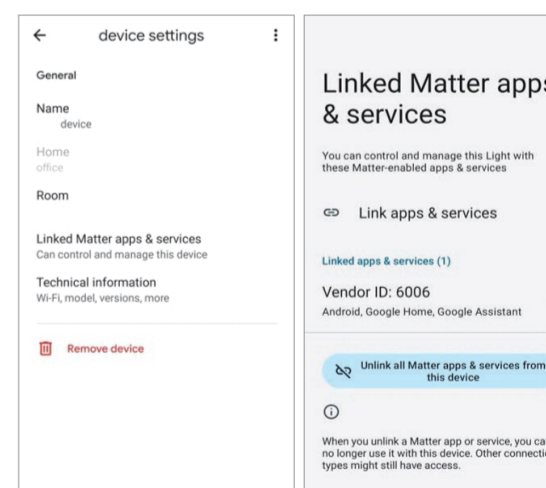 device settings
General
Name
device
Home
office
Room
Linked Matter apps & services
Can control and manage this device
Technical information
Wi-Fi, model, versions, more
Remove device
Linked Matter apps
& services
You can control and manage this Light with
these Matter-enabled apps & services
Link apps & services
Linked apps & services (1)
Vendor ID: 6006
Android, Google Home, Google Assistant
Unlink all Matter apps & services from
this device
When you unlink a Matter app or service, you ca
no longer use it with this device. Other connecti
types might still have access.